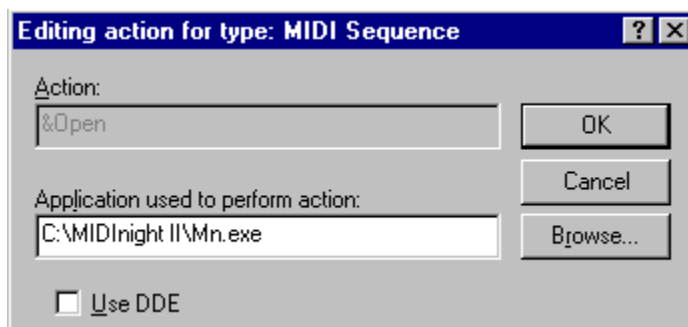 Editing action for type: MIDI Sequence
Action:
&Open
OK
Cancel
Application used to perform action:
C:\MIDInight II\Mn.exe
Browse...
Use DDE